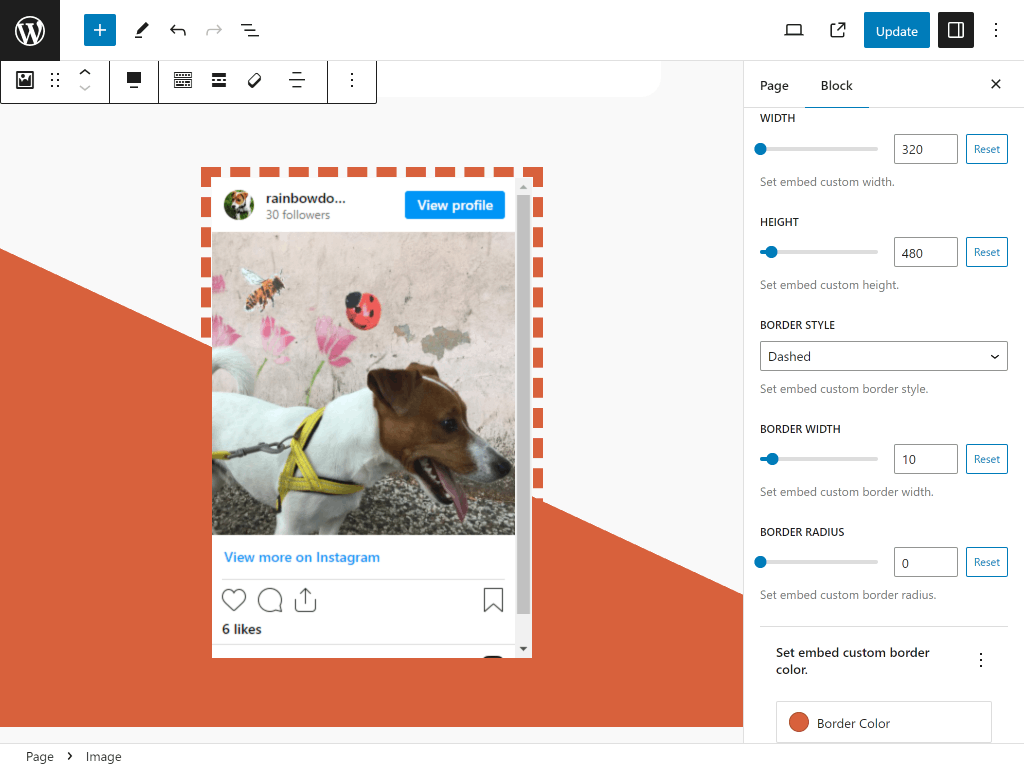 Update
Page
Block
WIDTH
320
Reset
Set embed custom width.
HEIGHT
480
Reset
Set embed custom height.
BORDER STYLE
Dashed
Set embed custom border style.
BORDER WIDTH
10
Reset
Set embed custom border width.
BORDER RADIUS
0
Reset
Set embed custom border radius.
Set embed custom border
color.
Border Color
rainbowdo...
30 followers
View profile
View more on Instagram
6 likes
Page
Image